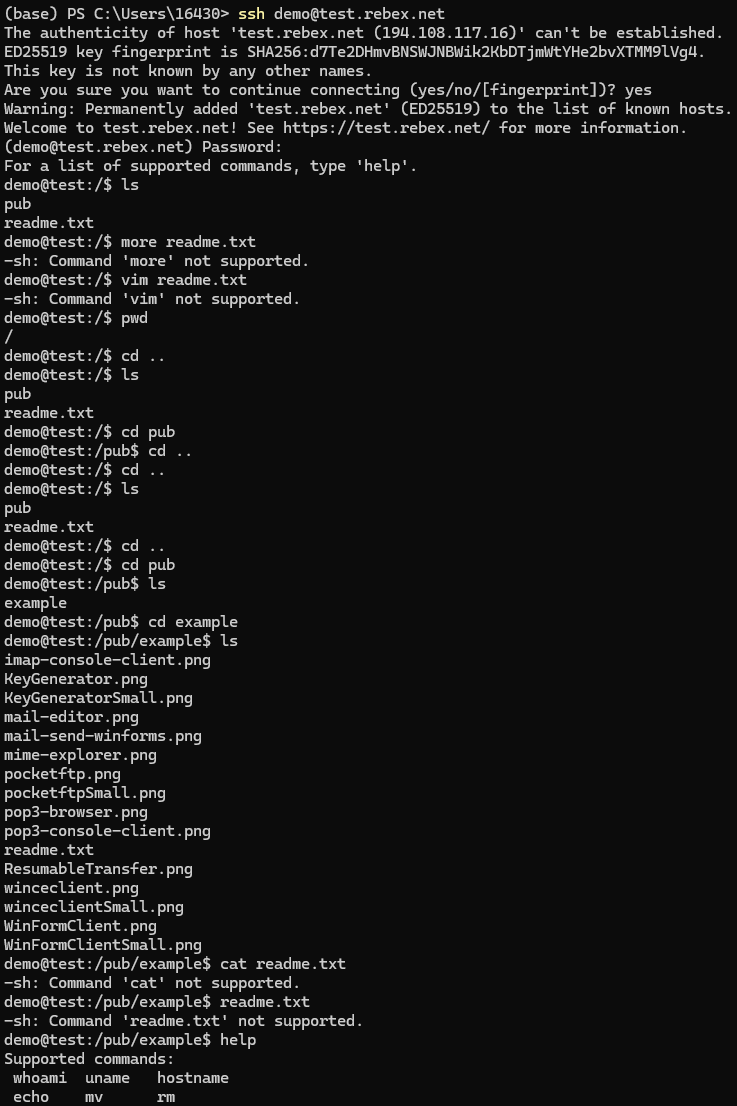 (base) PS C:\Users\16430> ssh demo@test.rebex.net
The authenticity of host 'test.rebex.net (194.108.117.16)' can't be established.
ED25519 key fingerprint is SHA256:d7Te2DHmvBNSWJNBWik2KbDTjmWtYHe2bvXTMM9lVg4.
This key is not known by any other names.
Are you sure you want to continue connecting (yes/no/[fingerprint])? yes
Warning: Permanently added 'test.rebex.net' (ED25519) to the list of known hosts.
Welcome to test.rebex.net! See https://test.rebex.net/ for more information.
(demo@test.rebex.net) Password:
For a list of supported commands, type 'help'.
demo@test:/$ ls
pub
readme.txt
demo@test:/$ more readme.txt
-sh: Command 'more' not supported.
demo@test:/$ vim readme.txt
-sh: Command 'vim' not supported.
demo@test:/$ pwd
/
demo@test:/$ cd ..
demo@test:/$ ls
pub
readme.txt
demo@test:/$ cd pub
demo@test:/pub$ cd ..
demo@test:/$ cd ..
demo@test:/$ ls
pub
readme.txt
demo@test:/$ cd ..
demo@test:/$ cd pub
demo@test:/pub$ ls
example
demo@test:/pub$ cd example
demo@test:/pub/example$ ls
imap-console-client.png
KeyGenerator.png
KeyGeneratorSmall.png
mail-editor.png
mail-send-winforms.png
mime-explorer.png
pocketftp.png
pocketftpSmall.png
pop3-browser.png
pop3-console-client.png
readme.txt
ResumableTransfer.png
winceclient.png
winceclientSmall.png
WinFormClient.png
WinFormClientSmall.png
demo@test:/pub/example$ cat readme.txt
-sh: Command 'cat' not supported.
demo@test:/pub/example$ readme.txt
-sh: Command 'readme.txt' not supported.
demo@test:/pub/example$ help
Supported commands:
 whoami  uname   hostname
 echo    mv      rm